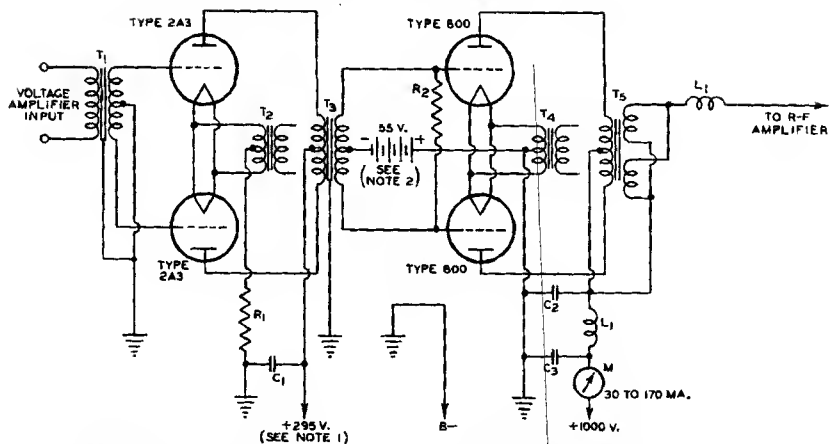 TYPE 2A3
TYPE 800
T1
T3
VOLTAGE
AMPLIFIER
INPUT
T2
R2
55 V.
- +
(SEE
NOTE 2)
T4
T5
L1
TO R-F
AMPLIFIER
TYPE
2A3
TYPE 800
R1
C1
C2
L1
C3
M
30 TO 170 MA.
+295 V.
(SEE NOTE 1)
B-
+1000 V.